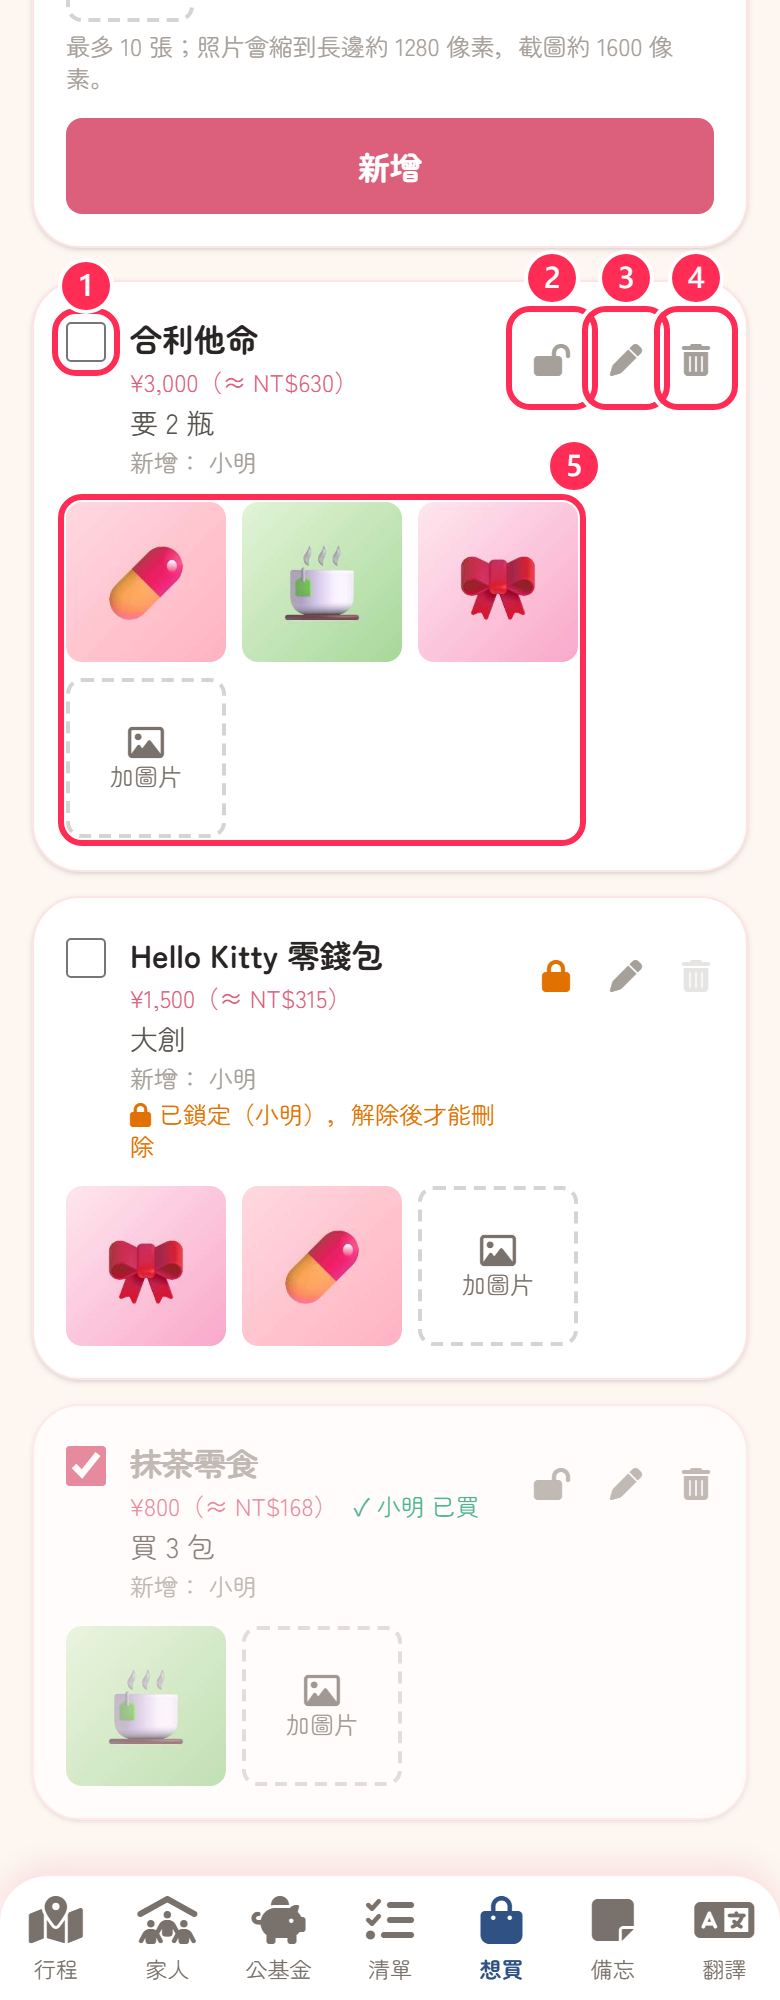 最多 10 張；照片會縮到長邊約 1280 像素，截圖約 1600 像
素。
新增
1
2
3
4
合利他命
¥3,000（≈ NT$630）
要 2 瓶
新增： 小明
5
加圖片
Hello Kitty 零錢包
¥1,500（≈ NT$315）
大創
新增： 小明
已鎖定（小明），解除後才能刪
除
加圖片
抹茶零食
¥800（≈ NT$168） ✓ 小明 已買
買 3 包
新增： 小明
加圖片
A 文
行程 家人 公基金 清單 想買 備忘 翻譯